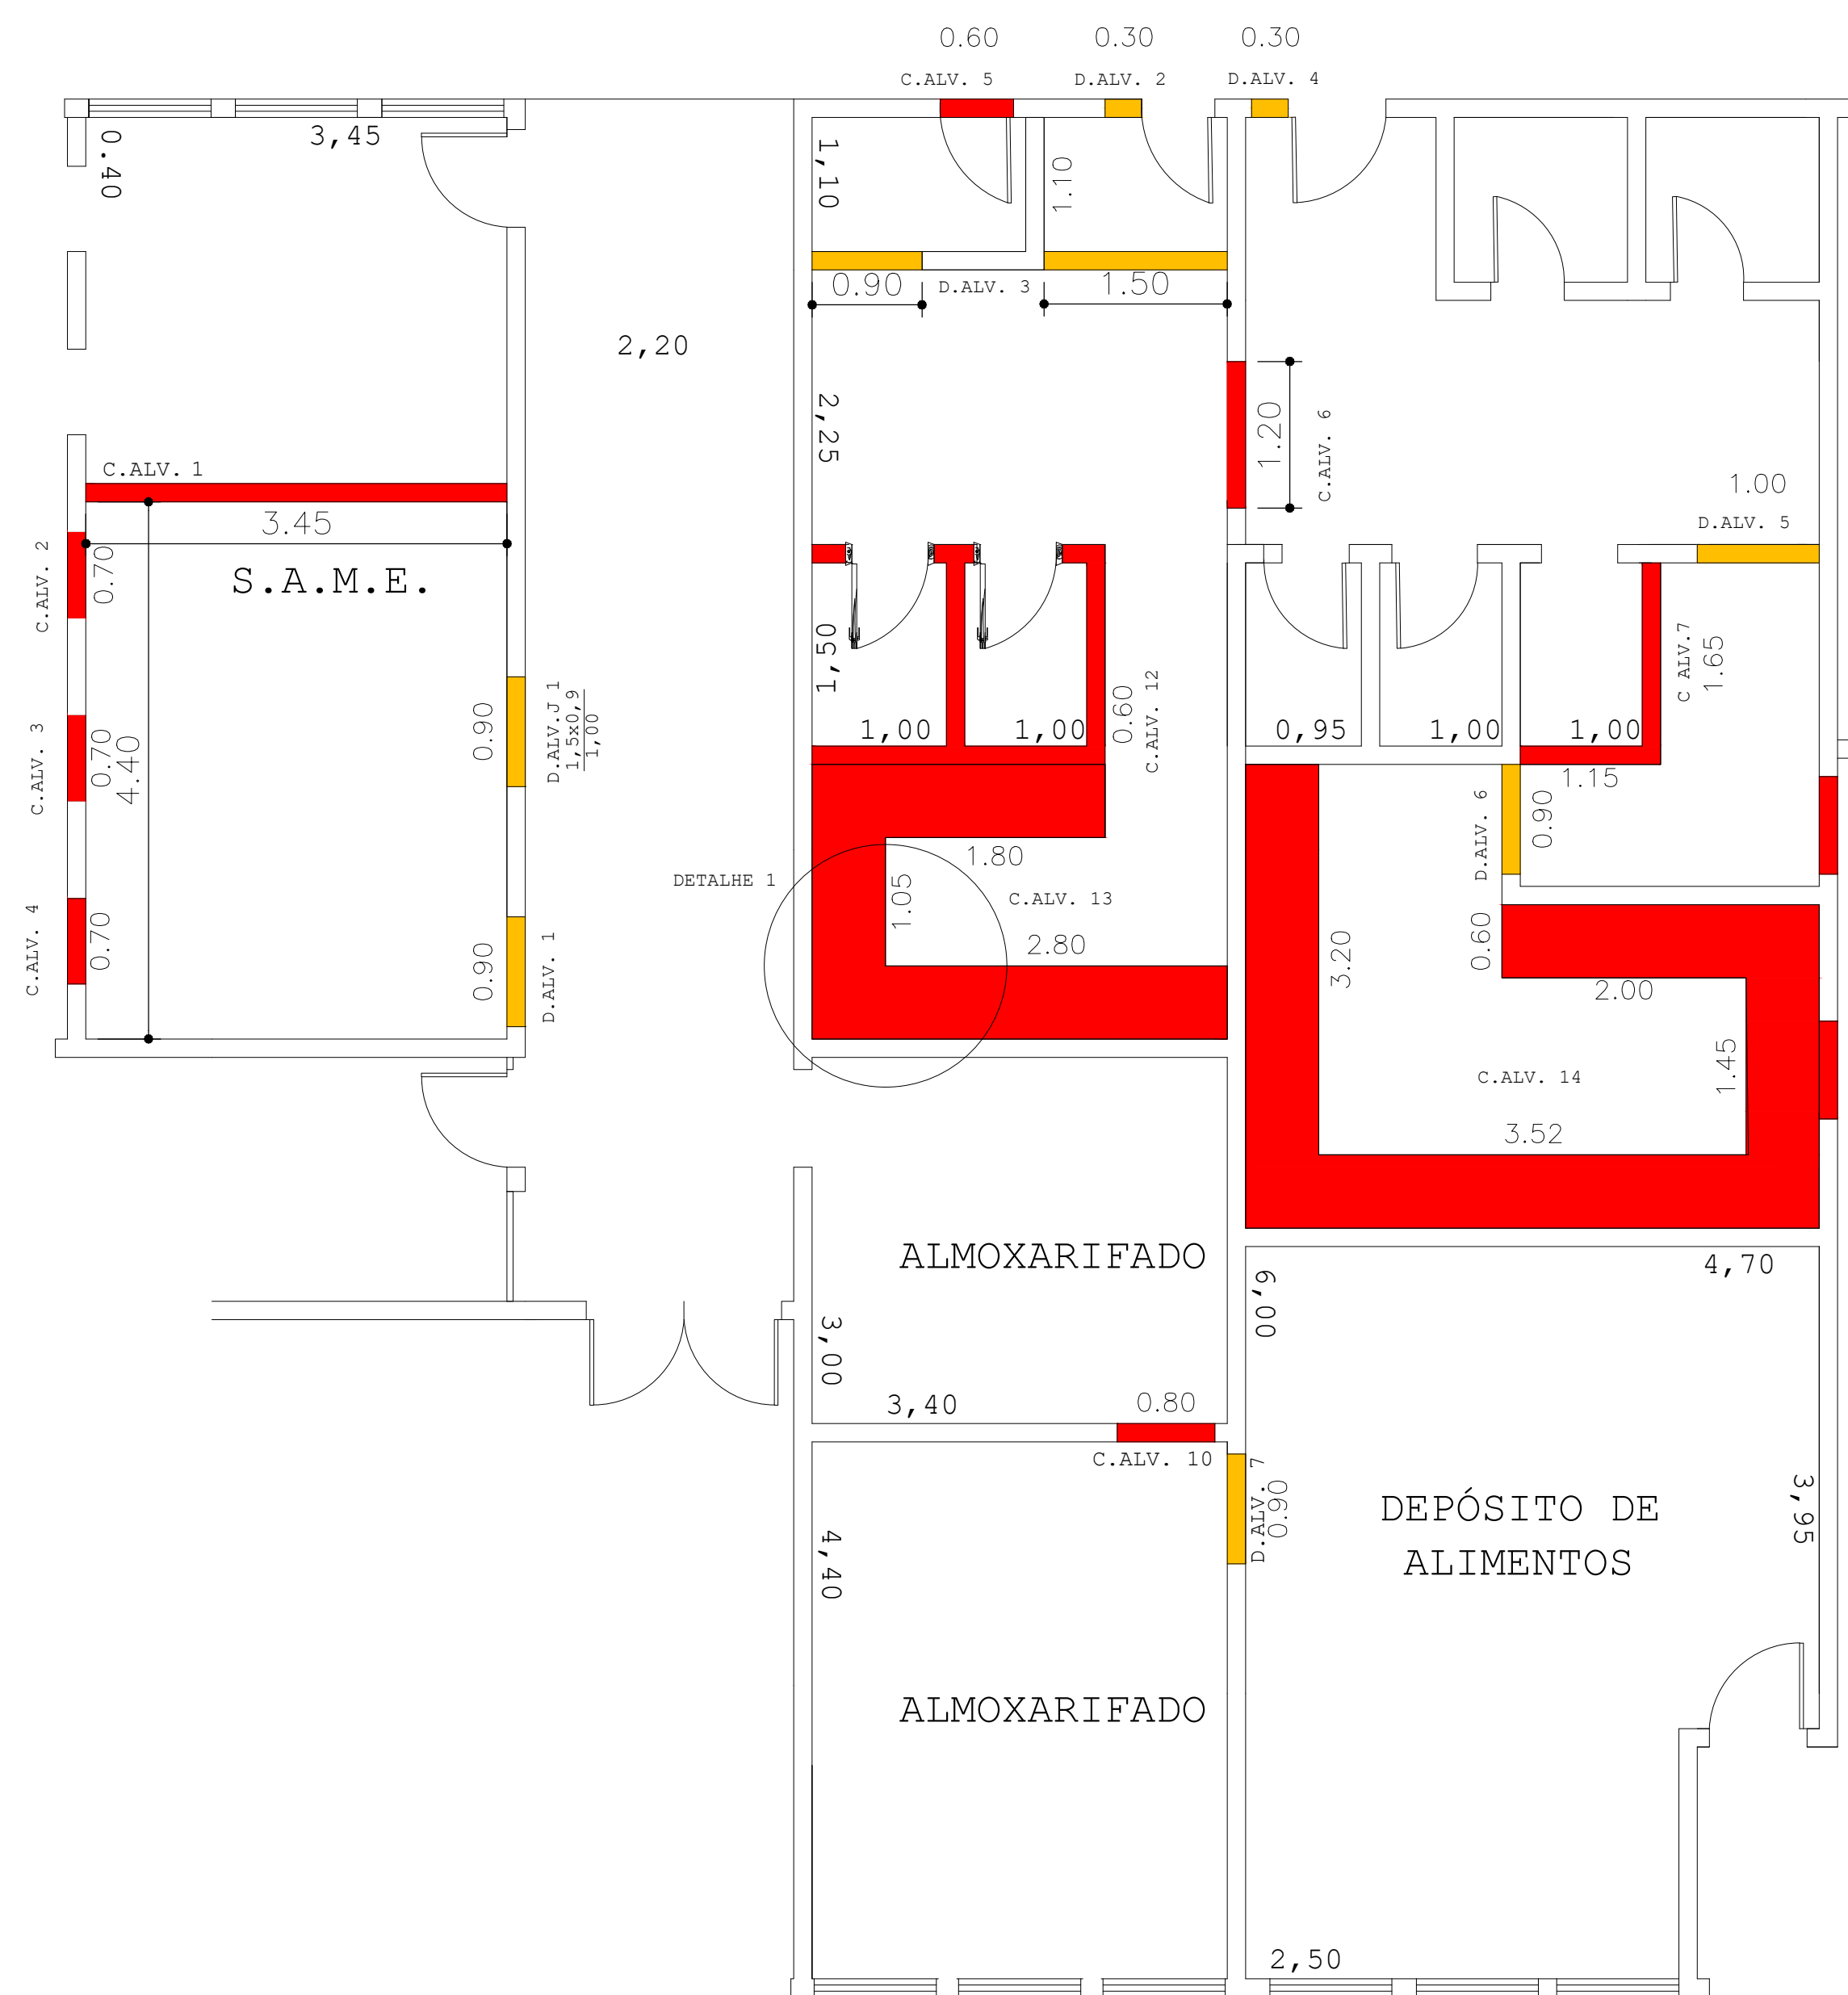 0.60
0.30
0.30
C.ALV. 5
D.ALV. 2
D.ALV. 4
0.40
3,45
1,10
1.10
0.90
D.ALV. 3
1.50
2,20
2,25
1.20
C.ALV. 6
C.ALV. 1
3.45
1.00
D.ALV. 5
C.ALV. 2
0.70
S.A.M.E.
1,50
1,00
1,00
0.60
C.ALV. 12
0,95
1,00
1,00
C ALV.7
1.65
C.ALV. 3
0.70
4.40
0.90
D.ALV.J 1
1,5x0,9
1,00
1.15
D.ALV. 6
0.90
1.80
DETALHE 1
1.05
C.ALV. 13
2.80
C.ALV. 4
0.70
0.90
D.ALV. 1
3.20
0.60
2.00
C.ALV. 14
1.45
3.52
ALMOXARIFADO
4,70
6,00
3,00
3,40
0.80
C.ALV. 10
D.ALV. 7
0.90
DEPÓSITO DE
ALIMENTOS
3,95
4,40
ALMOXARIFADO
2,50